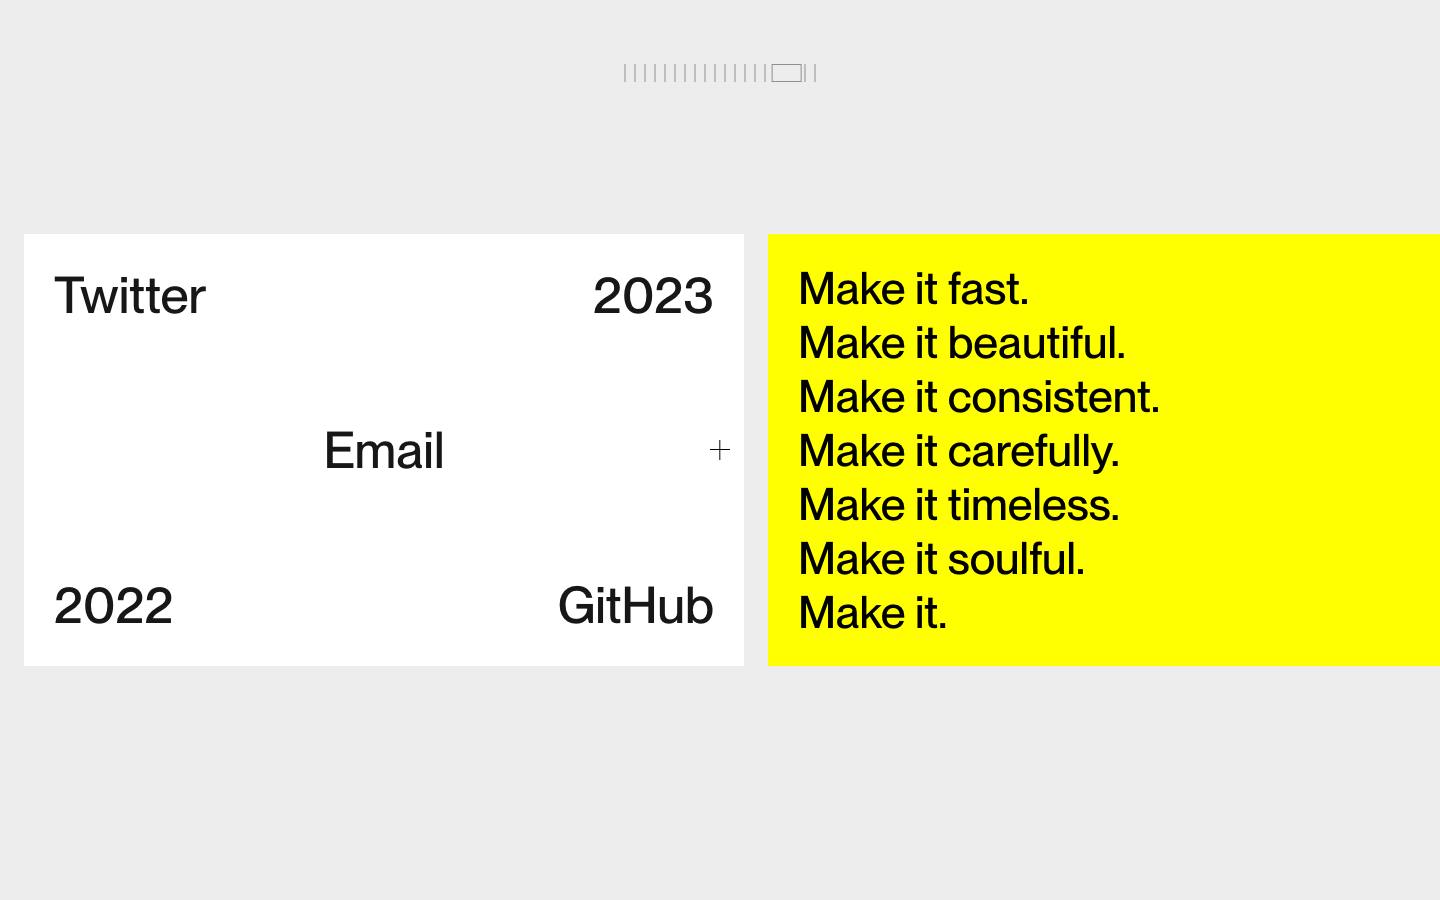 Twitter
2023
Email
2022
GitHub
Make it fast.
Make it beautiful.
Make it consistent.
Make it carefully.
Make it timeless.
Make it soulful.
Make it.